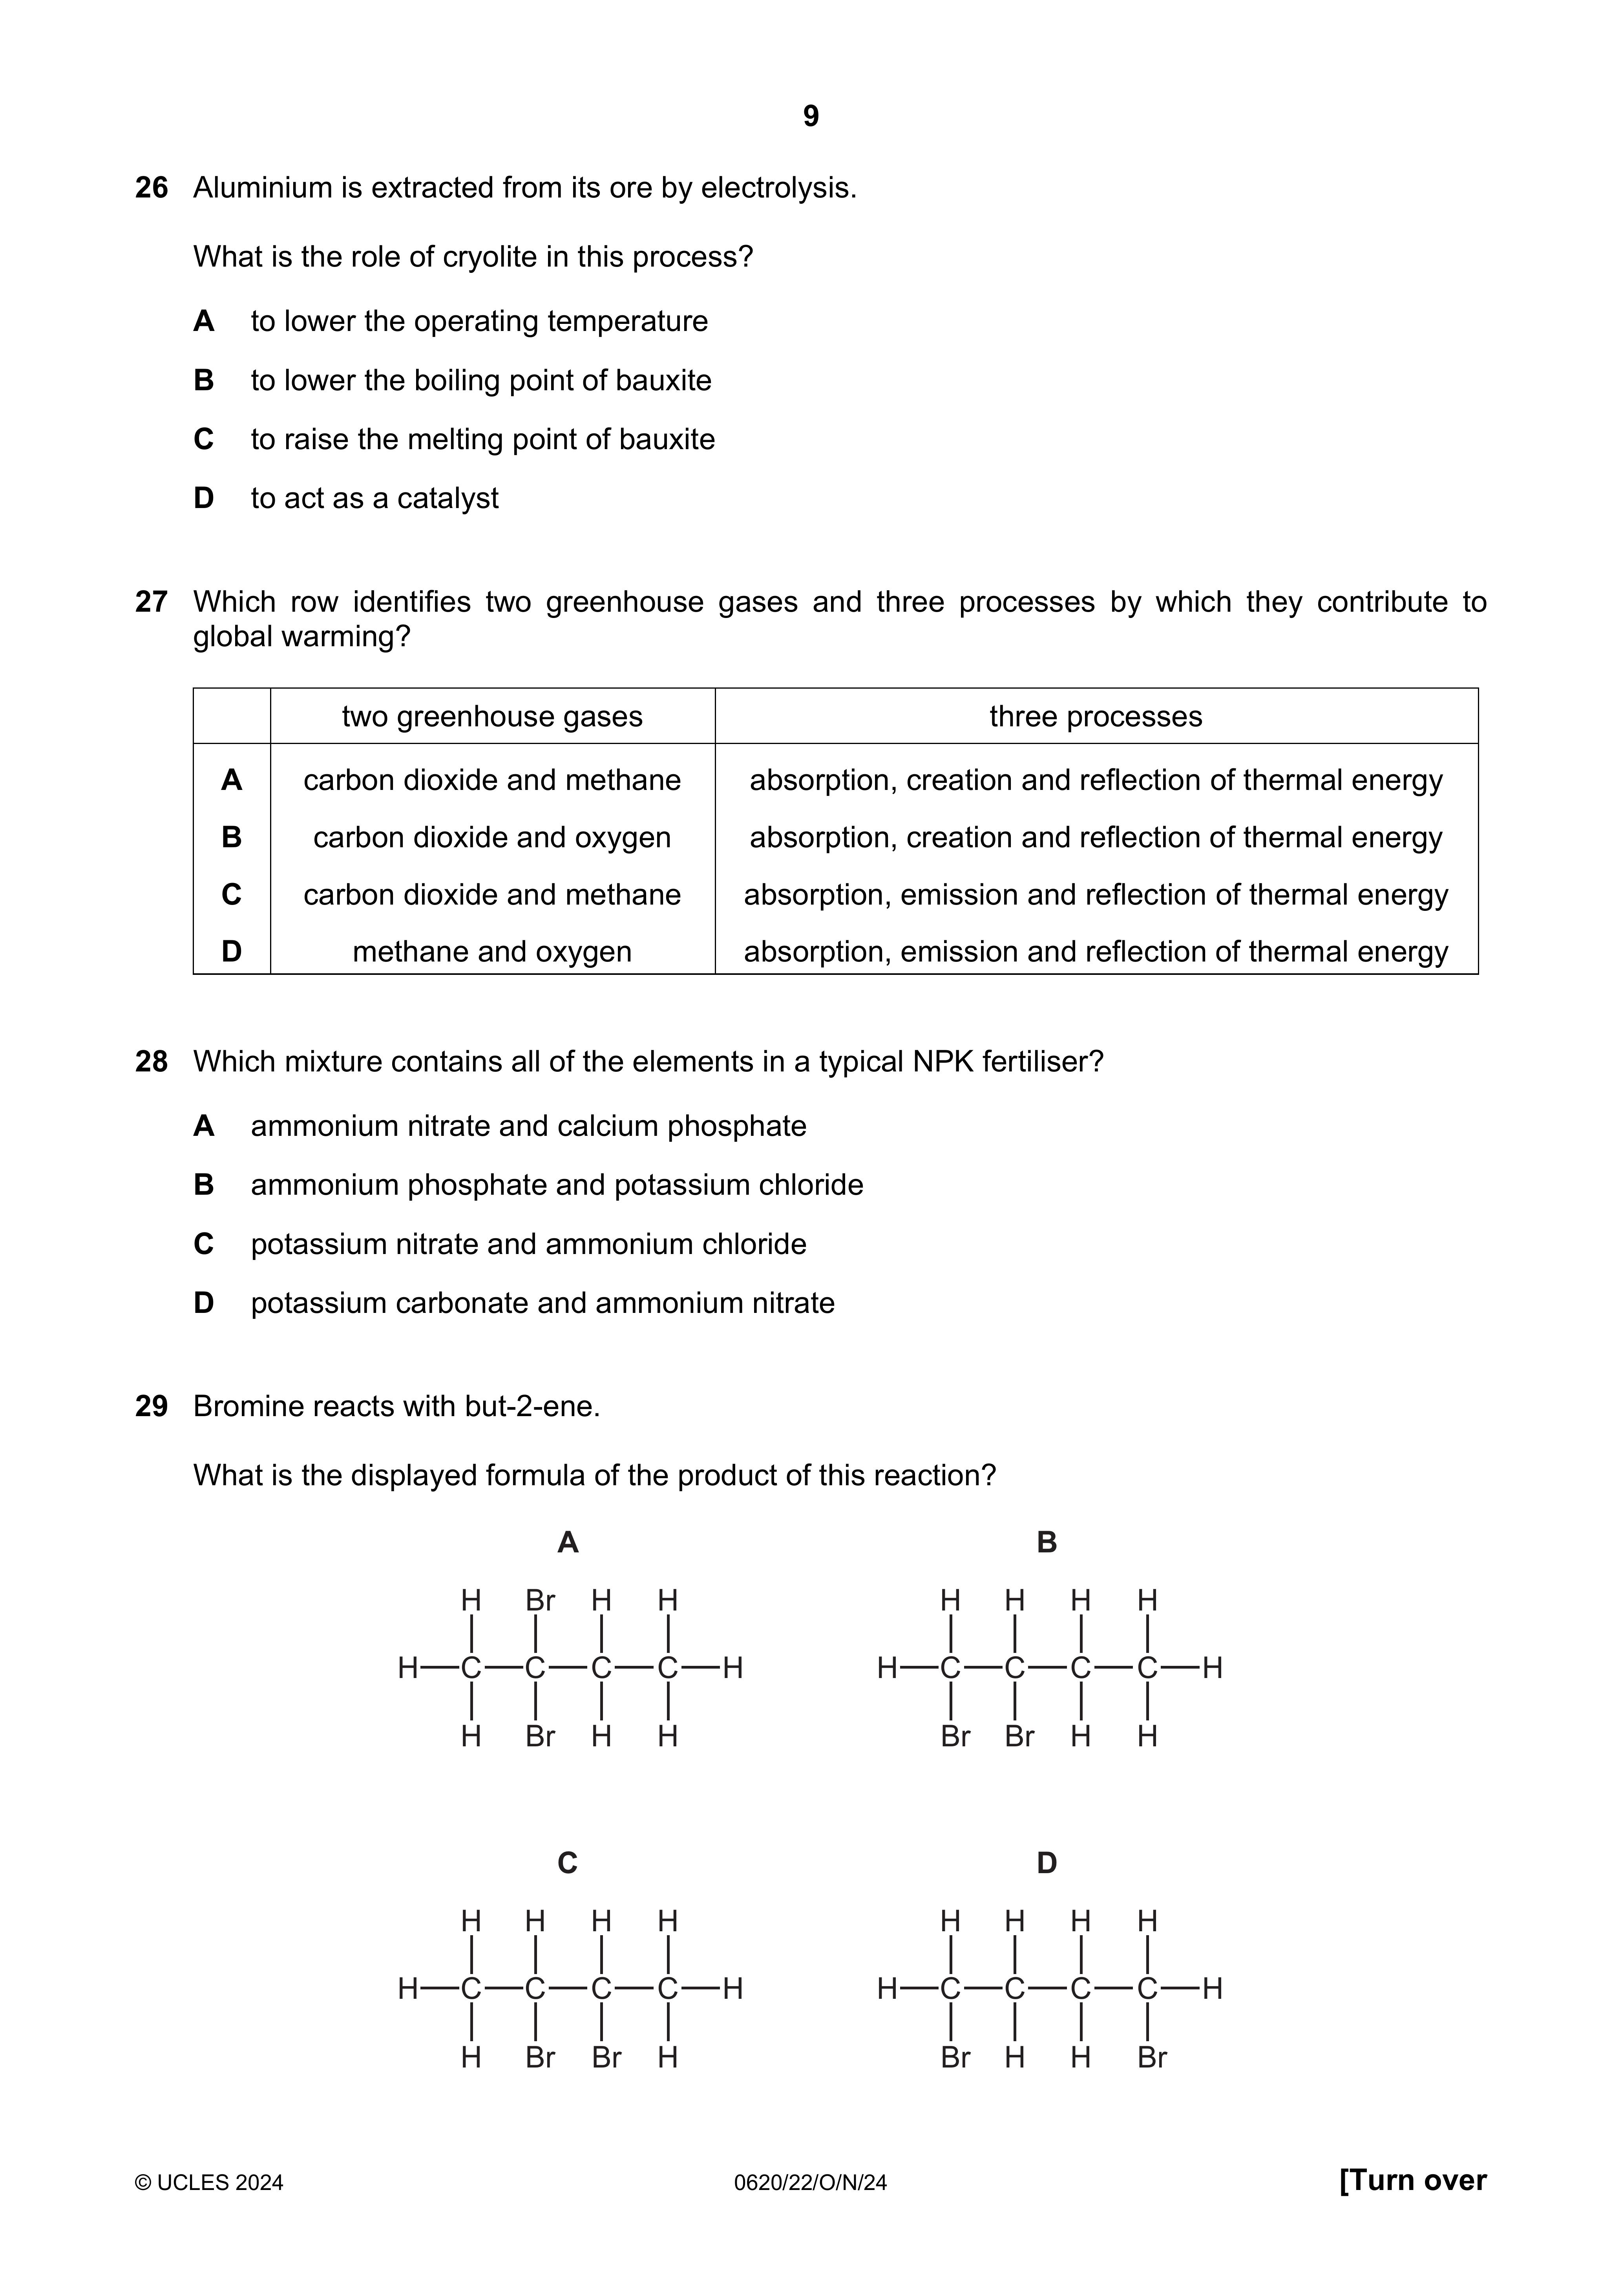 9
26 Aluminium is extracted from its ore by electrolysis.
What is the role of cryolite in this process?
A to lower the operating temperature
B to lower the boiling point of bauxite
C to raise the melting point of bauxite
D to act as a catalyst
27 Which row identifies two greenhouse gases and three processes by which they contribute to
global warming?
two greenhouse gases three processes
A carbon dioxide and methane absorption, creation and reflection of thermal energy
B carbon dioxide and oxygen absorption, creation and reflection of thermal energy
C carbon dioxide and methane absorption, emission and reflection of thermal energy
D methane and oxygen absorption, emission and reflection of thermal energy
28 Which mixture contains all of the elements in a typical NPK fertiliser?
A ammonium nitrate and calcium phosphate
B ammonium phosphate and potassium chloride
C potassium nitrate and ammonium chloride
D potassium carbonate and ammonium nitrate
29 Bromine reacts with but-2-ene.
What is the displayed formula of the product of this reaction?
A B
H Br H H H H H H
H C C C C H H C C C C H
H Br H H Br Br H H
C D
H H H H H H H H
H C C C C H H C C C C H
H Br Br H Br H H Br
© UCLES 2024 0620/22/O/N/24 [Turn over